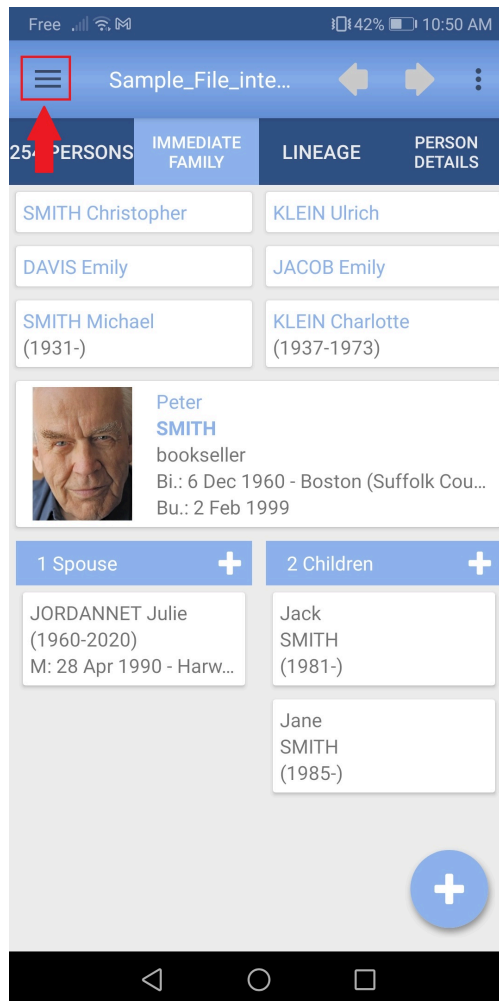 Free 42% 10:50 AM
Sample_File_inte...
254 PERSONS IMMEDIATE FAMILY LINEAGE PERSON DETAILS
SMITH Christopher KLEIN Ulrich
DAVIS Emily JACOB Emily
SMITH Michael KLEIN Charlotte
(1931-) (1937-1973)
Peter
SMITH
bookseller
Bi.: 6 Dec 1960 - Boston (Suffolk Cou...
Bu.: 2 Feb 1999
1 Spouse 2 Children
JORDANNET Julie
(1960-2020)
M: 28 Apr 1990 - Harw...
Jack
SMITH
(1981-)
Jane
SMITH
(1985-)